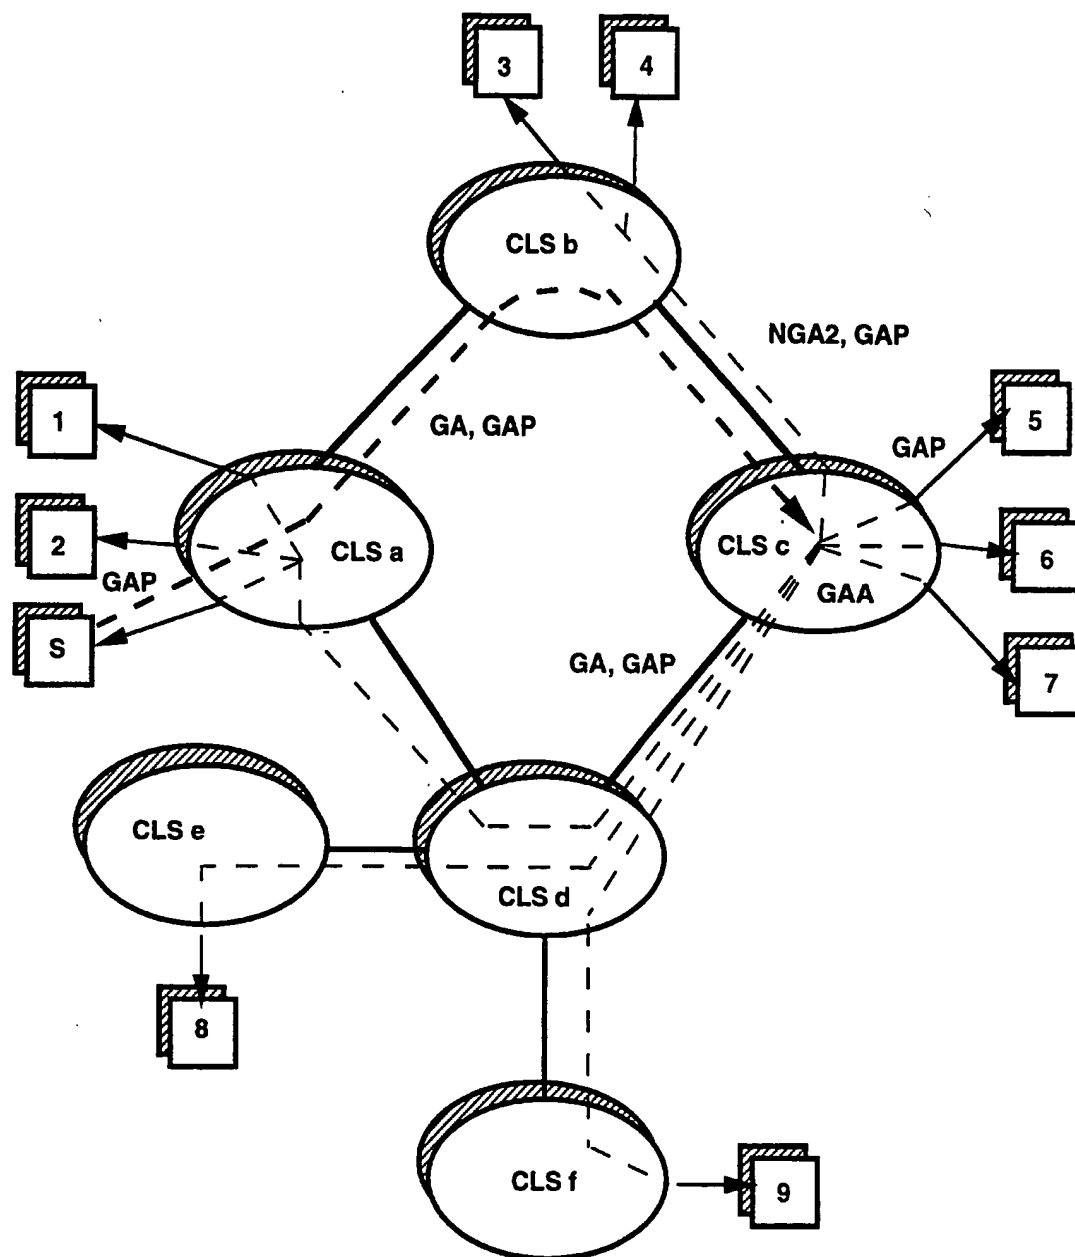 3
4
CLS b
NGA2, GAP
1
5
GA, GAP
GAP
2
CLS a
CLS c
6
GAP
GAA
S
GA, GAP
7
CLS e
CLS d
8
CLS f
9